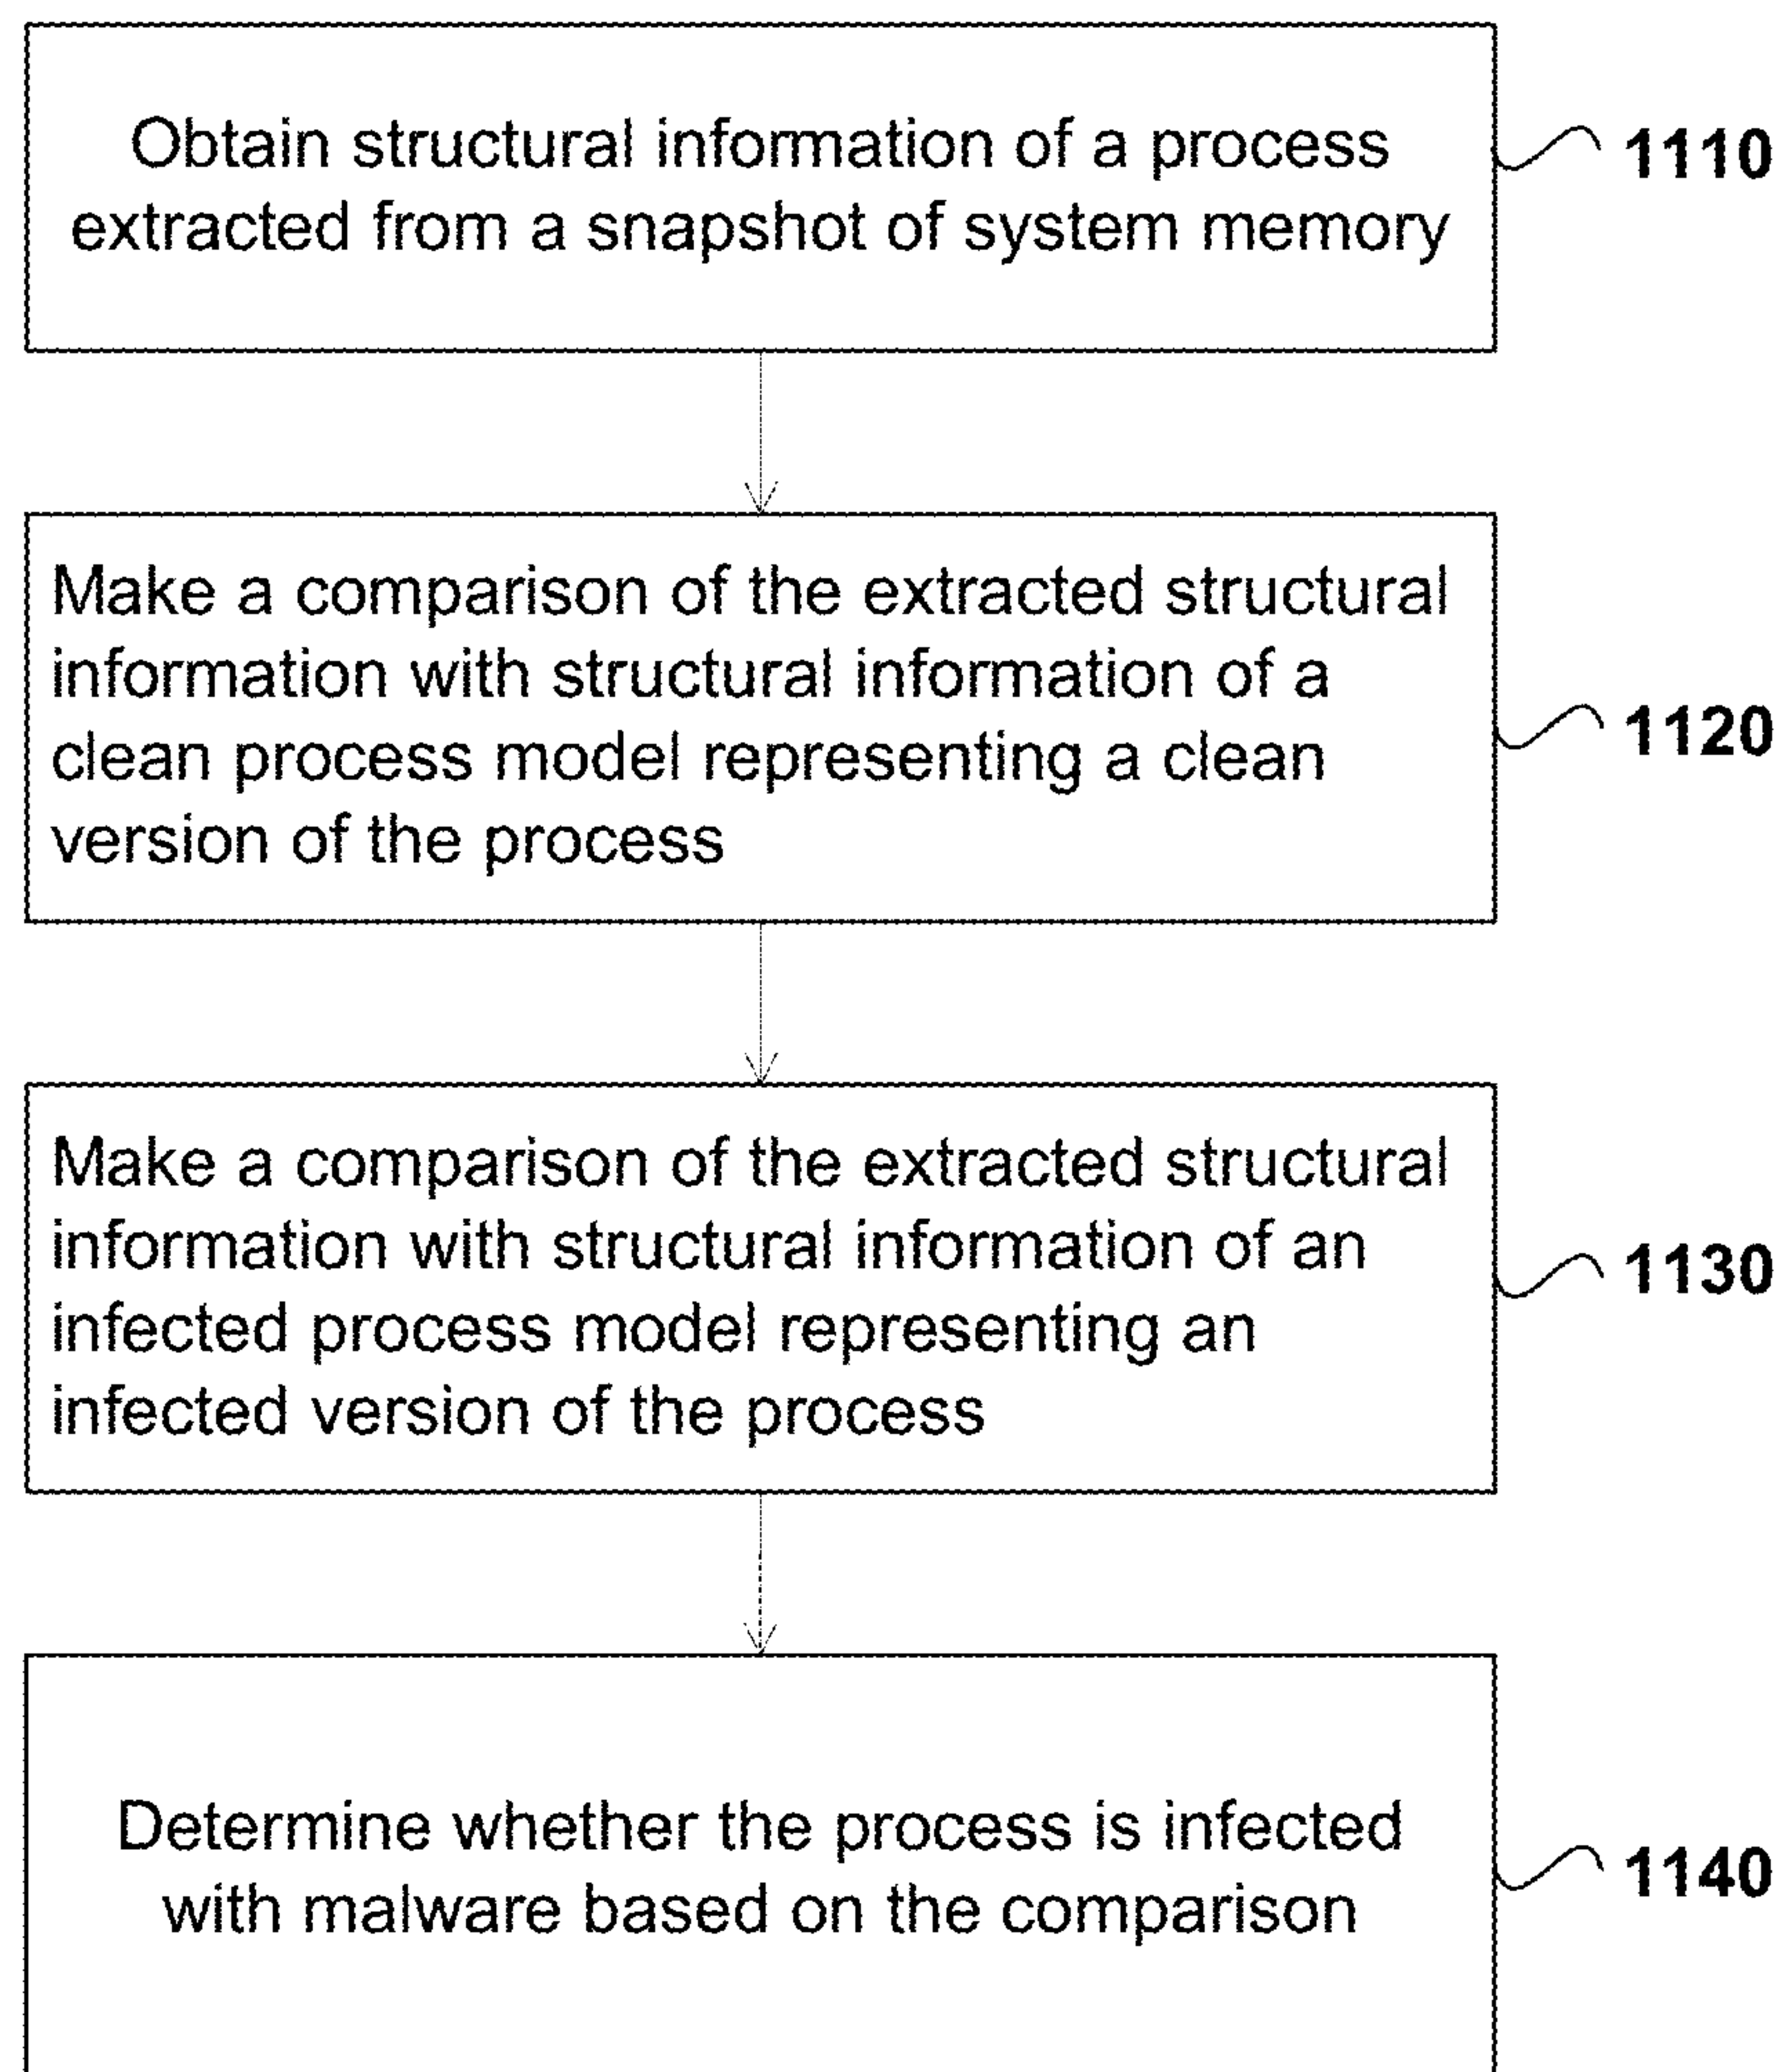 Obtain structural information of a process
extracted from a snapshot of system memory
1110
Make a comparison of the extracted structural
information with structural information of a
clean process model representing a clean
version of the process
1120
Make a comparison of the extracted structural
information with structural information of an
infected process model representing an
infected version of the process
1130
Determine whether the process is infected
with malware based on the comparison
1140